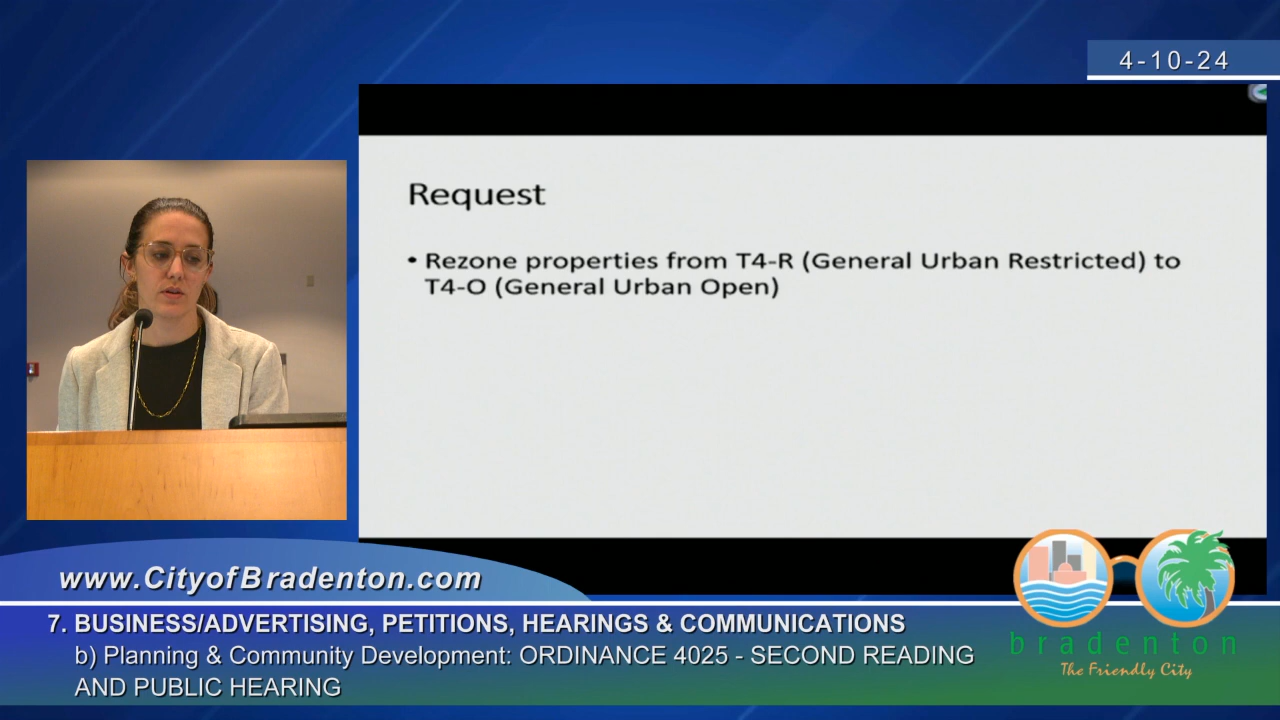 4-10-24
Request
• Rezone properties from T4-R (General Urban Restricted) to
T4-O (General Urban Open)
www.CityofBradenton.com
7. BUSINESS/ADVERTISING, PETITIONS, HEARINGS & COMMUNICATIONS
b) Planning & Community Development: ORDINANCE 4025 - SECOND READING
AND PUBLIC HEARING
bradenton
The Friendly City